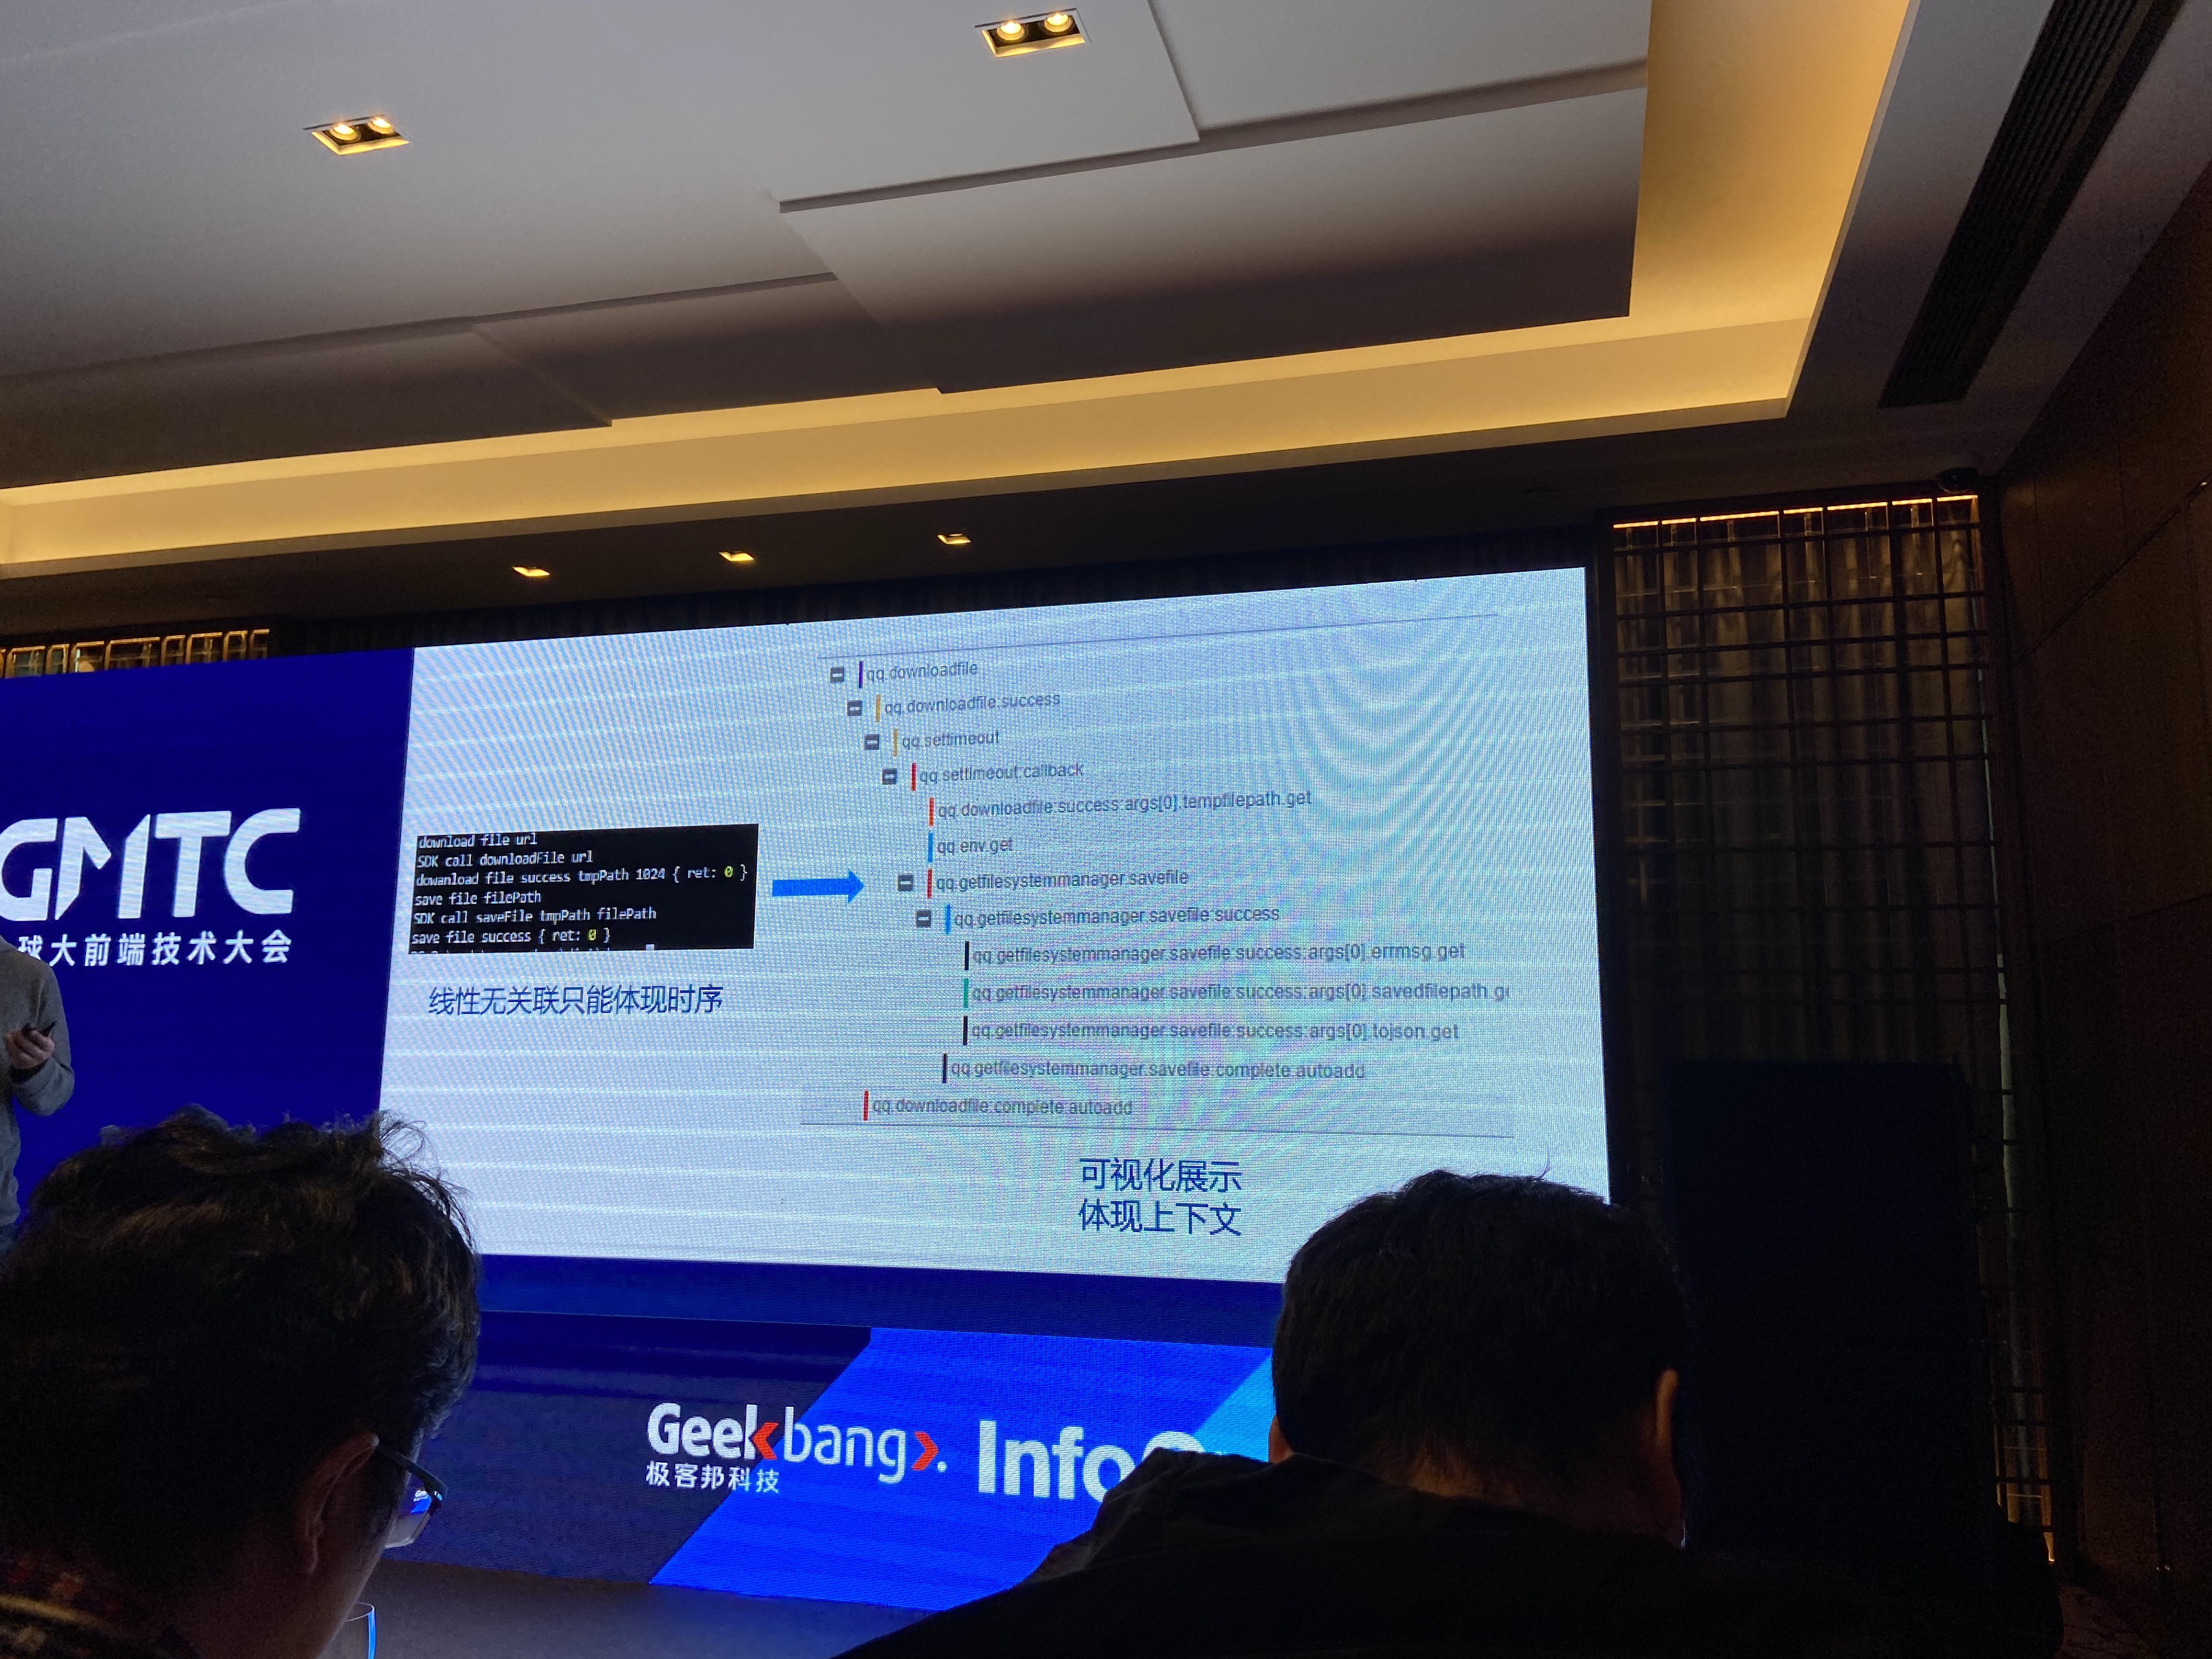 GMTC
球大前端技术大会
download file url
SDK call downloadFile url
dowanload file success tmpPath 1024 { ret: 0 }
save file filePath
SDK call saveFile tmpPath filePath
save file success { ret: 0 }
线性无关联只能体现时序
qq.downloadfile
qq.downloadfile:success
qq.settimeout
qq.settimeout:callback
qq.downloadfile:success:args[0].tempfilepath.get
qq.env.get
qq.getfilesystemmanager.savefile
qq.getfilesystemmanager.savefile:success
qq.getfilesystemmanager.savefile:success:args[0].errmsg.get
qq.getfilesystemmanager.savefile:success:args[0].savedfilepath.g
qq.getfilesystemmanager.savefile:success:args[0].tojson.get
qq.getfilesystemmanager.savefile:complete:autoadd
qq.downloadfile:complete:autoadd
可视化展示
体现上下文
Geekbang>.
极客邦科技
Info